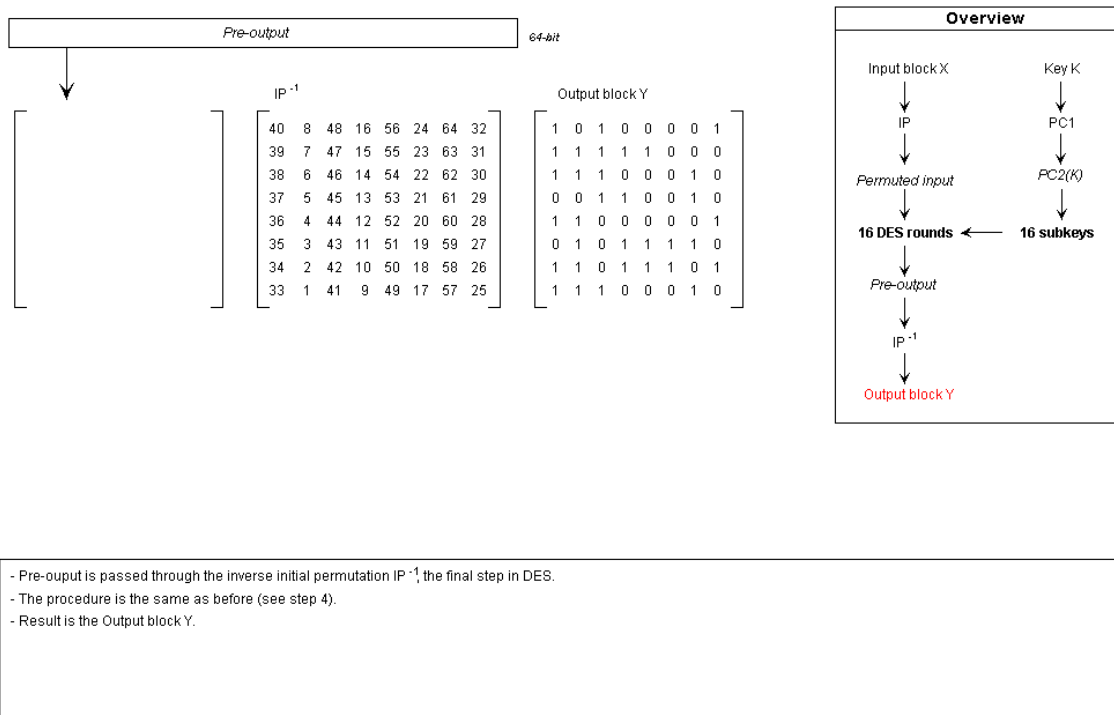 Pre-output
64-bit
IP -1
40 8 48 16 56 24 64 32
39 7 47 15 55 23 63 31
38 6 46 14 54 22 62 30
37 5 45 13 53 21 61 29
36 4 44 12 52 20 60 28
35 3 43 11 51 19 59 27
34 2 42 10 50 18 58 26
33 1 41 9 49 17 57 25
Output block Y
1 0 1 0 0 0 0 1
1 1 1 1 1 0 0 0
1 1 1 0 0 0 1 0
0 0 1 1 0 0 1 0
1 1 0 0 0 0 0 1
0 1 0 1 1 1 1 0
1 1 0 1 1 1 0 1
1 1 1 0 0 0 1 0
Overview
Input block X Key K
IP PC1
Permuted input PC2(K)
16 DES rounds 16 subkeys
Pre-output
IP -1
Output block Y
- Pre-ouput is passed through the inverse initial permutation IP -1, the final step in DES.
- The procedure is the same as before (see step 4).
- Result is the Output block Y.